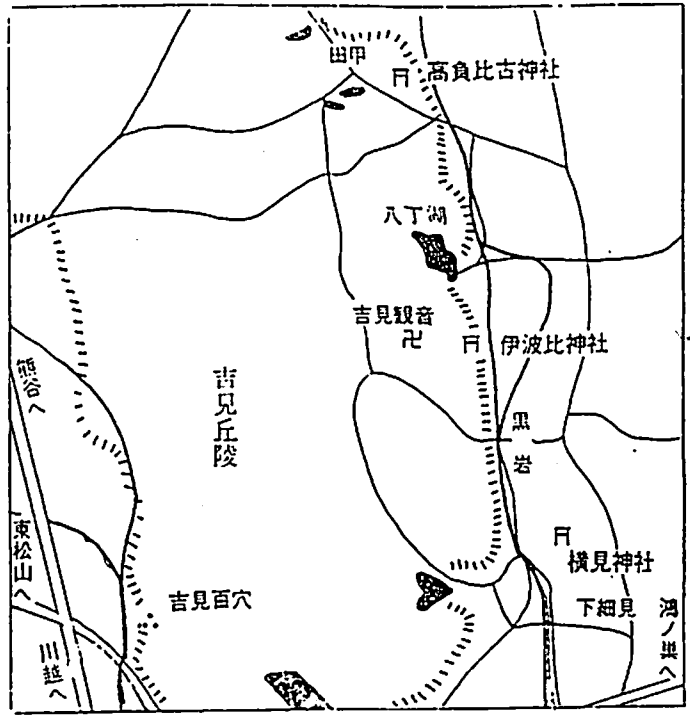 田甲
高負比古神社
八丁湖
吉見観音
卍
伊波比神社
熊谷へ
吉見丘陵
黒岩
東松山へ
横見神社
吉見百穴
下細見
鴻ノ巣へ
川越へ